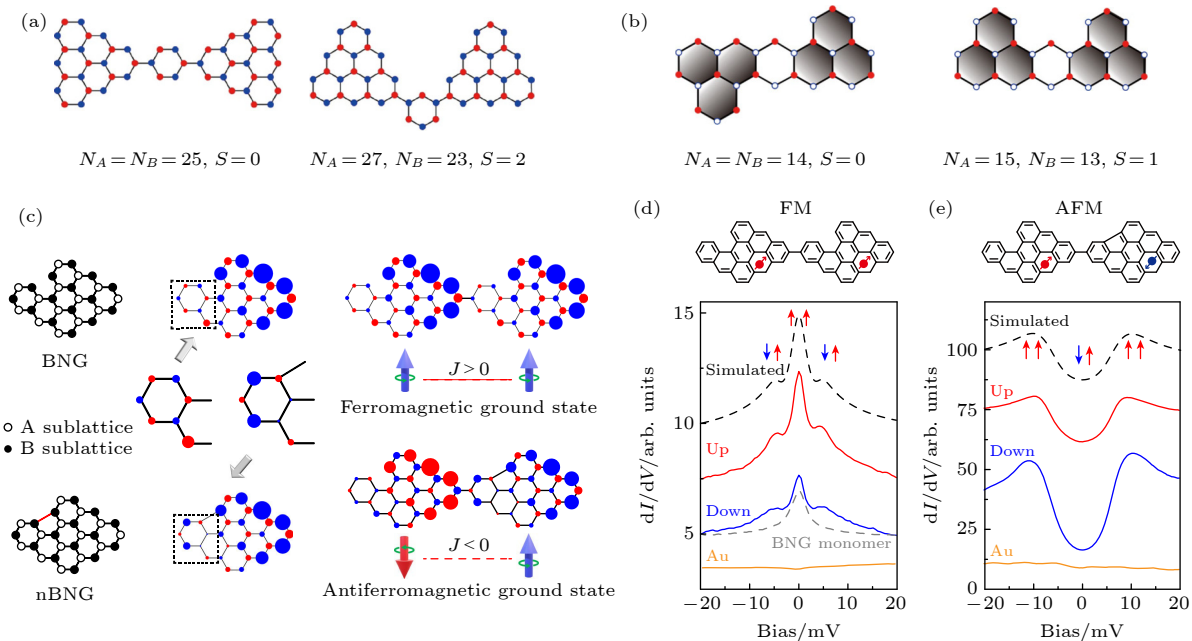 (a)
N_A = N_B = 25, S = 0
N_A = 27, N_B = 23, S = 2
(b)
N_A = N_B = 14, S = 0
N_A = 15, N_B = 13, S = 1
(c)
BNG
A sublattice
B sublattice
nBNG
J > 0
Ferromagnetic ground state
J < 0
Antiferromagnetic ground state
(d)
FM
dI/dV/arb. units
15
10
5
Simulated
Up
Down
BNG monomer
Au
−20
−10
0
10
20
Bias/mV
(e)
AFM
dI/dV/arb. units
100
75
50
25
0
Simulated
Up
Down
Au
−20
−10
0
10
20
Bias/mV